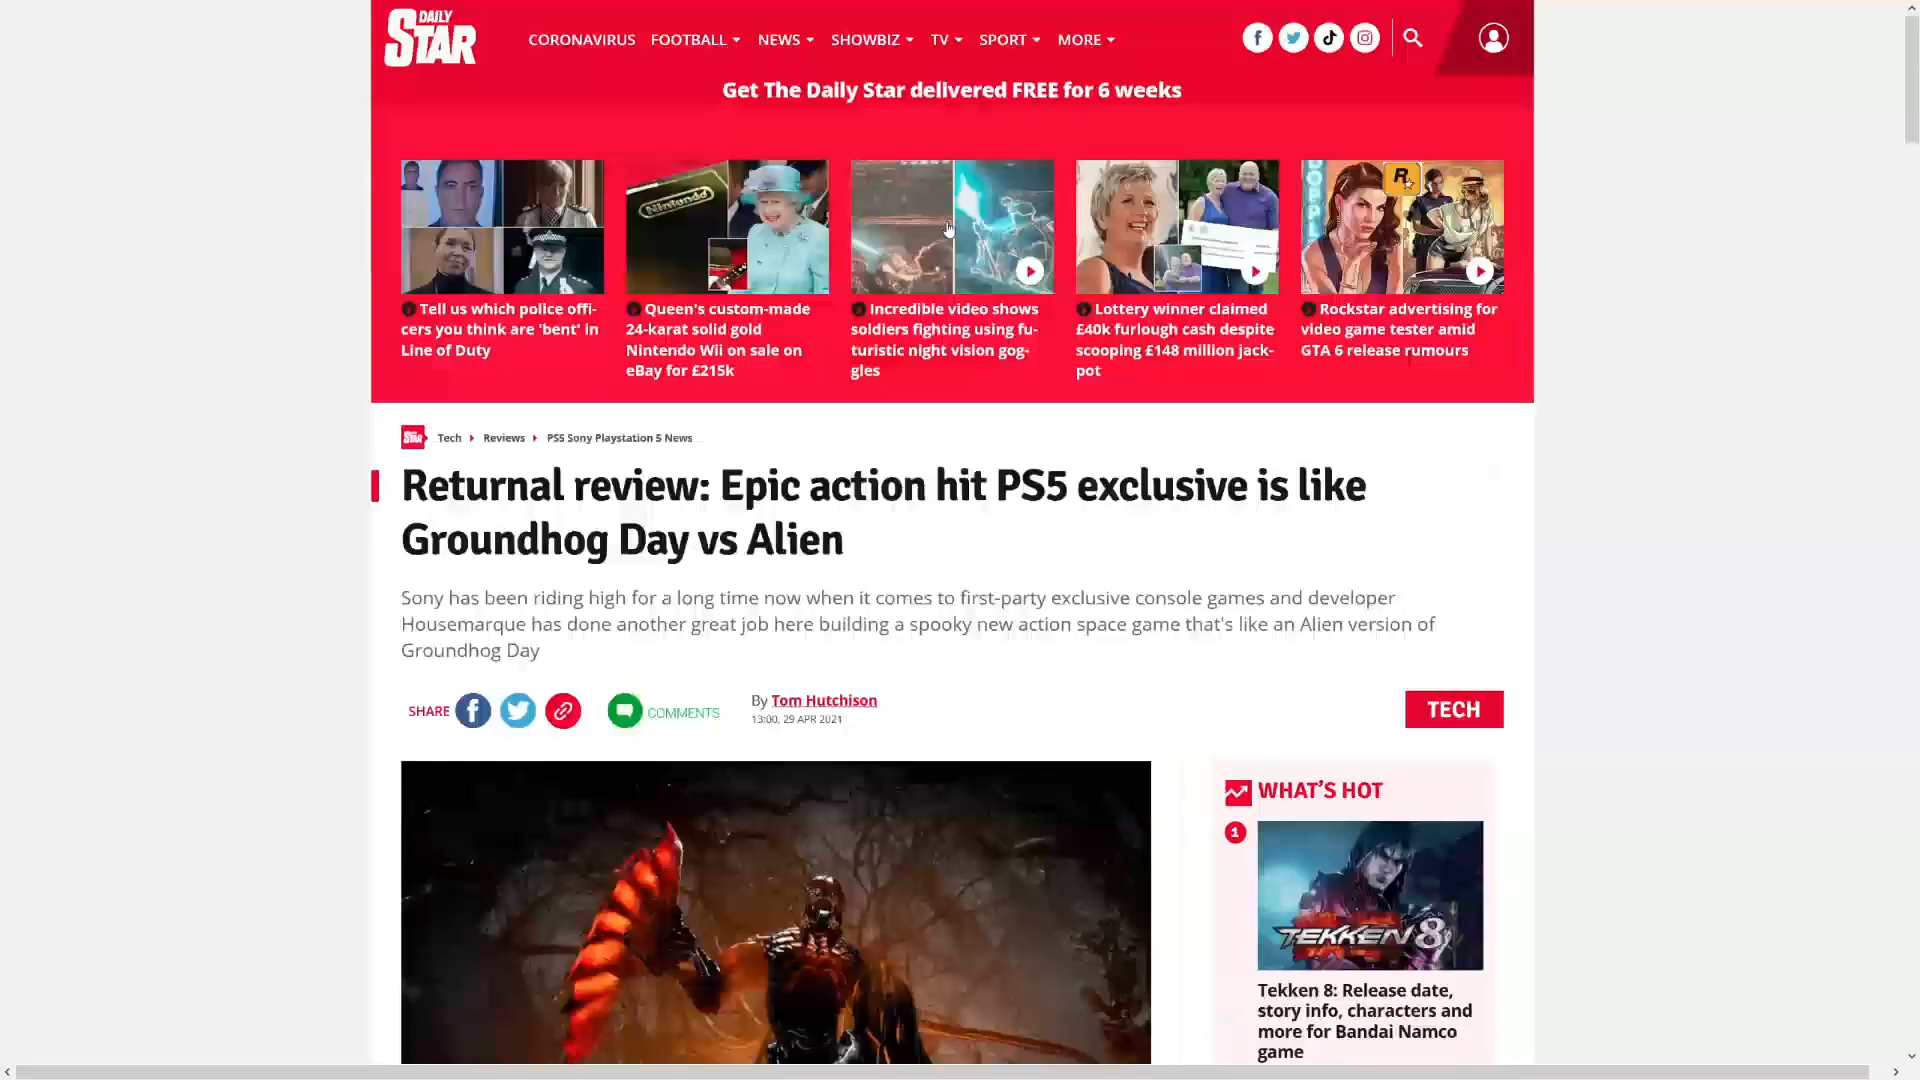 DAILY
STAR
CORONAVIRUS FOOTBALL NEWS SHOWBIZ TV SPORT MORE
Get The Daily Star delivered FREE for 6 weeks
Nintendo
R
Tell us which police offi-
cers you think are 'bent' in
Line of Duty
Queen's custom-made
24-karat solid gold
Nintendo Wii on sale on
eBay for £215k
Incredible video shows
soldiers fighting using fu-
turistic night vision gog-
gles
Lottery winner claimed
£40k furlough cash despite
scooping £148 million jack-
pot
Rockstar advertising for
video game tester amid
GTA 6 release rumours
STAR Tech Reviews PS5 Sony Playstation 5 News
Returnal review: Epic action hit PS5 exclusive is like
Groundhog Day vs Alien
Sony has been riding high for a long time now when it comes to first-party exclusive console games and developer
Housemarque has done another great job here building a spooky new action space game that's like an Alien version of
Groundhog Day
SHARE COMMENTS
By Tom Hutchison
13:00, 29 APR 2021
TECH
WHAT'S HOT
1
TEKKEN 8
Tekken 8: Release date,
story info, characters and
more for Bandai Namco
game